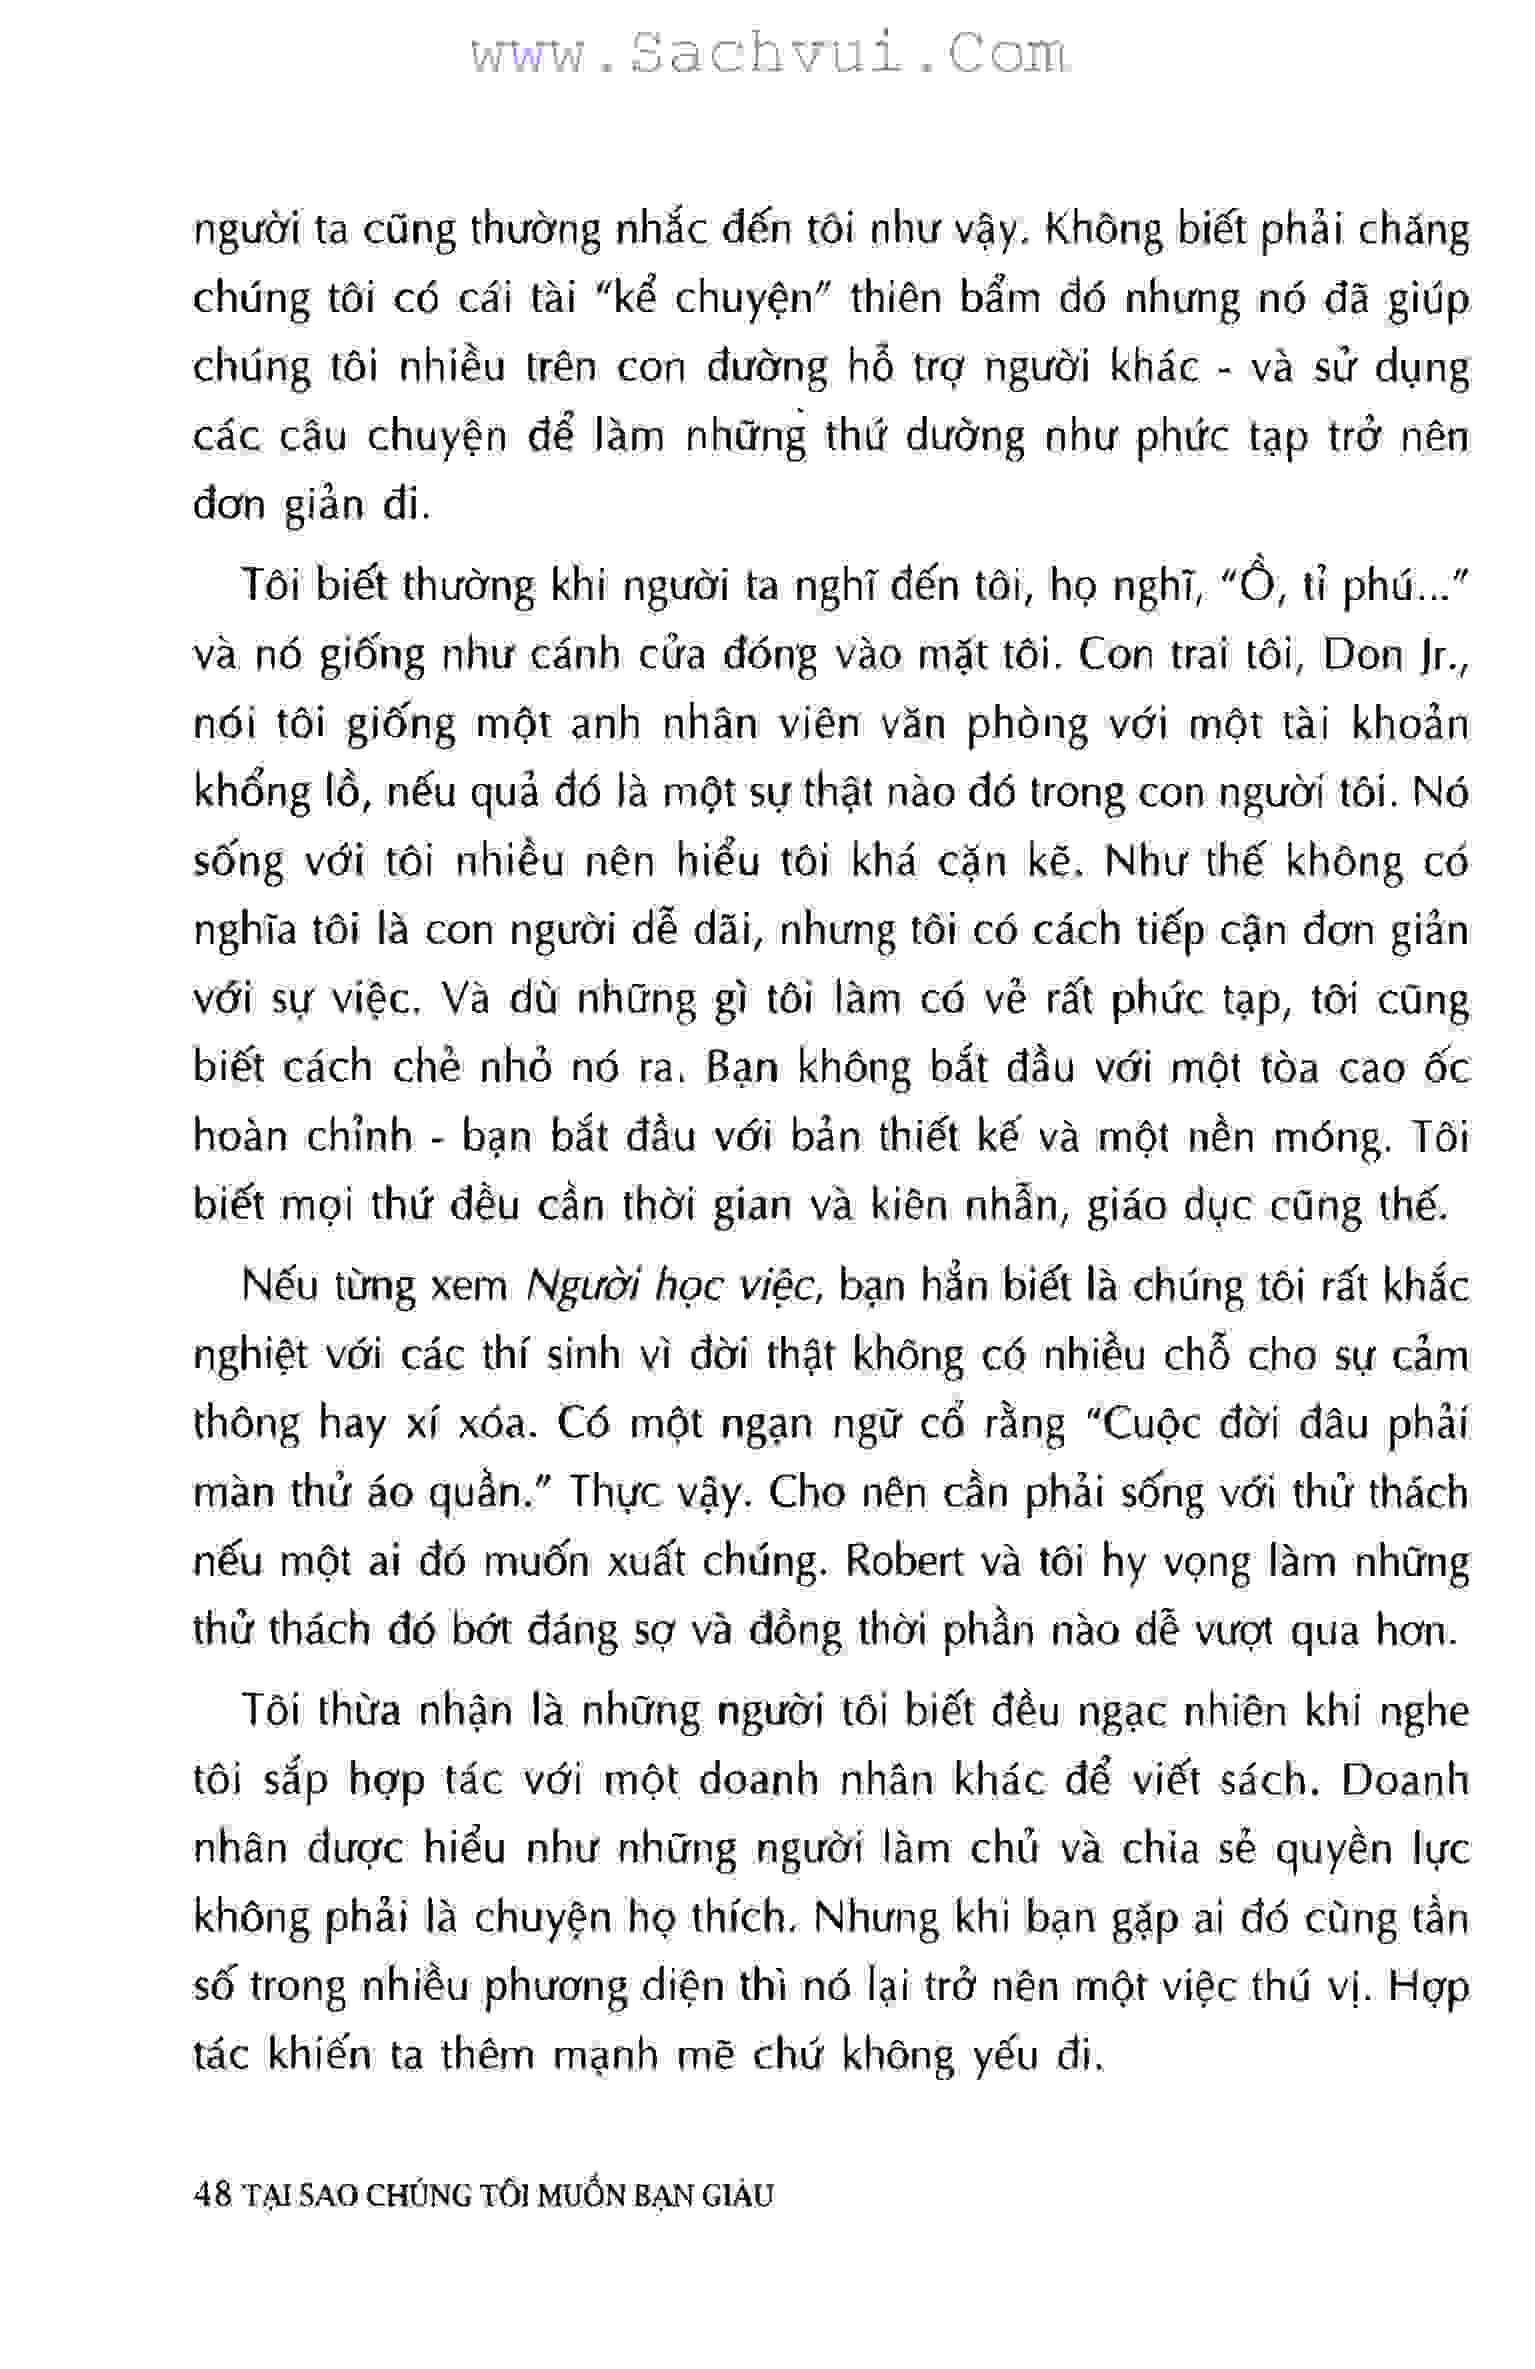 www.Sachvui.Com
người ta cũng thường nhắc đến tôi như vậy. Không biết phải chăng
chúng tôi có cái tài "kể chuyện" thiên bẩm đó nhưng nó đã giúp
chúng tôi nhiều trên con đường hỗ trợ người khác - và sử dụng
các câu chuyện để làm những thứ dường như phức tạp trở nên
đơn giản đi.
Tôi biết thường khi người ta nghĩ đến tôi, họ nghĩ, "Ồ, tỉ phú..."
và nó giống như cánh cửa đóng vào mặt tôi. Con trai tôi, Don Jr.,
nói tôi giống một anh nhân viên văn phòng với một tài khoản
khổng lồ, nếu quả đó là một sự thật nào đó trong con người tôi. Nó
sống với tôi nhiều nên hiểu tôi khá cặn kẽ. Như thế không có
nghĩa tôi là con người dễ dãi, nhưng tôi có cách tiếp cận đơn giản
với sự việc. Và dù những gì tôi làm có vẻ rất phức tạp, tôi cũng
biết cách chẻ nhỏ nó ra. Bạn không bắt đầu với một tòa cao ốc
hoàn chỉnh - bạn bắt đầu với bản thiết kế và một nền móng. Tôi
biết mọi thứ đều cần thời gian và kiên nhẫn, giáo dục cũng thế.
Nếu từng xem Người học việc, bạn hẳn biết là chúng tôi rất khắc
nghiệt với các thí sinh vì đời thật không có nhiều chỗ cho sự cảm
thông hay xí xóa. Có một ngạn ngữ cổ rằng "Cuộc đời đâu phải
màn thử áo quần." Thực vậy. Cho nên cần phải sống với thử thách
nếu một ai đó muốn xuất chúng. Robert và tôi hy vọng làm những
thử thách đó bớt đáng sợ và đồng thời phần nào dễ vượt qua hơn.
Tôi thừa nhận là những người tôi biết đều ngạc nhiên khi nghe
tôi sắp hợp tác với một doanh nhân khác để viết sách. Doanh
nhân được hiểu như những người làm chủ và chia sẻ quyền lực
không phải là chuyện họ thích. Nhưng khi bạn gặp ai đó cùng tần
số trong nhiều phương diện thì nó lại trở nên một việc thú vị. Hợp
tác khiến ta thêm mạnh mẽ chứ không yếu đi.
48 TẠI SAO CHÚNG TÔI MUỐN BẠN GIÀU